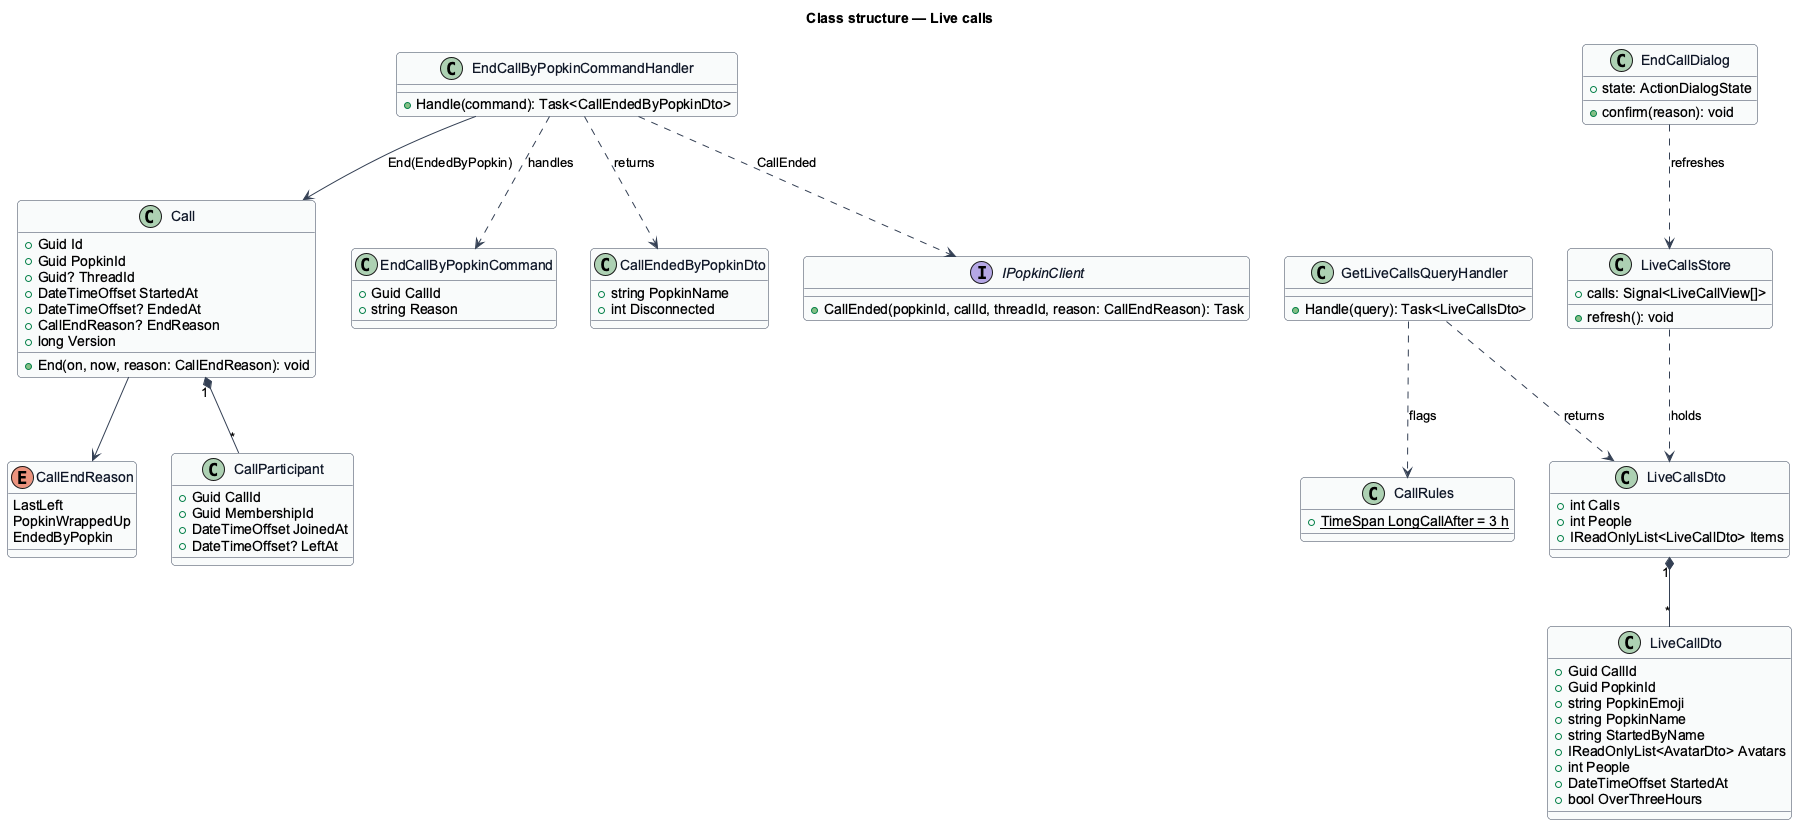 Class structure — Live calls
C EndCallByPopkinCommandHandler
Handle(command): Task<CallEndedByPopkinDto>
C EndCallDialog
state: ActionDialogState
confirm(reason): void
End(EndedByPopkin)
handles
returns
CallEnded
refreshes
C Call
Guid Id
Guid PopkinId
Guid? ThreadId
DateTimeOffset StartedAt
DateTimeOffset? EndedAt
CallEndReason? EndReason
long Version
End(on, now, reason: CallEndReason): void
C EndCallByPopkinCommand
Guid CallId
string Reason
C CallEndedByPopkinDto
string PopkinName
int Disconnected
I IPopkinClient
CallEnded(popkinId, callId, threadId, reason: CallEndReason): Task
C GetLiveCallsQueryHandler
Handle(query): Task<LiveCallsDto>
C LiveCallsStore
calls: Signal<LiveCallView[]>
refresh(): void
1
*
flags
returns
holds
E CallEndReason
LastLeft
PopkinWrappedUp
EndedByPopkin
C CallParticipant
Guid CallId
Guid MembershipId
DateTimeOffset JoinedAt
DateTimeOffset? LeftAt
C CallRules
TimeSpan LongCallAfter = 3 h
C LiveCallsDto
int Calls
int People
IReadOnlyList<LiveCallDto> Items
1
*
C LiveCallDto
Guid CallId
Guid PopkinId
string PopkinEmoji
string PopkinName
string StartedByName
IReadOnlyList<AvatarDto> Avatars
int People
DateTimeOffset StartedAt
bool OverThreeHours